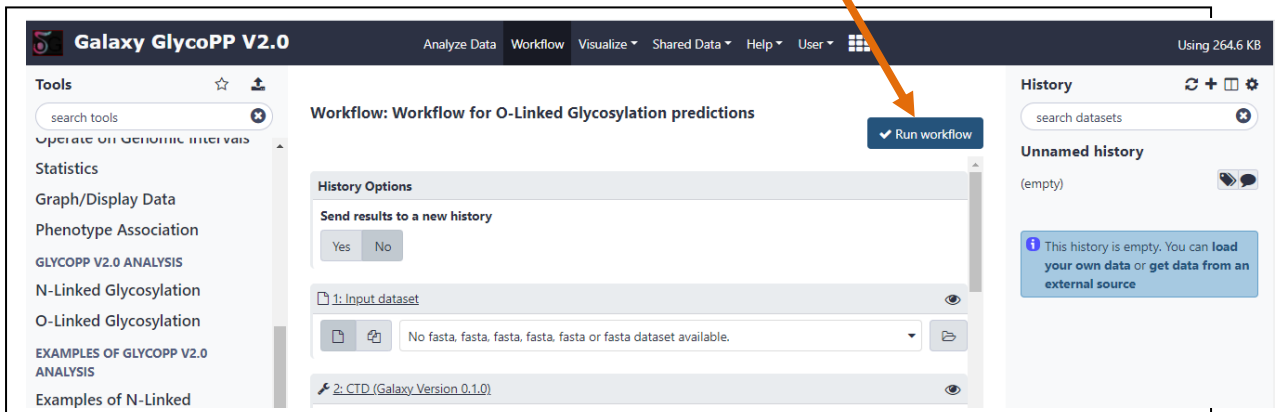 Galaxy GlycoPP V2.0
Analyze Data Workflow Visualize Shared Data Help User
Using 264.6 KB
Tools
search tools
Operate on Genomic Intervals
Statistics
Graph/Display Data
Phenotype Association
GLYCOPP V2.0 ANALYSIS
N-Linked Glycosylation
O-Linked Glycosylation
EXAMPLES OF GLYCOPP V2.0
ANALYSIS
Examples of N-Linked
Workflow: Workflow for O-Linked Glycosylation predictions
Run workflow
History Options
Send results to a new history
Yes No
1: Input dataset
No fasta, fasta, fasta, fasta, fasta or fasta dataset available.
2: CTD (Galaxy Version 0.1.0)
History
search datasets
Unnamed history
(empty)
This history is empty. You can load
your own data or get data from an
external source